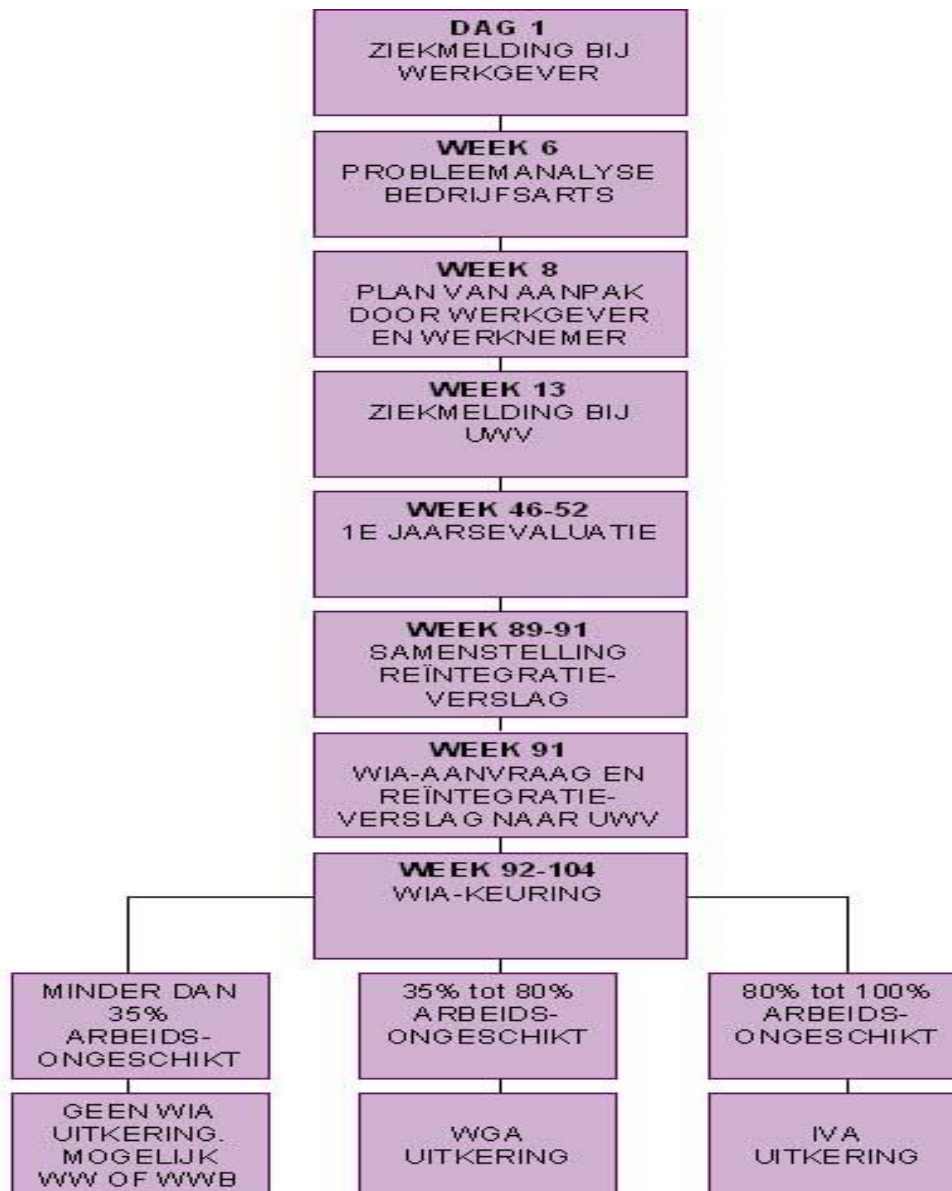 DAG 1
ZIEKMELDING BIJ
WERKGEVER
WEEK 6
PROBLEEMANALYSE
BEDRIJFSARTS
WEEK 8
PLAN VAN AANPAK
DOOR WERKGEVER
EN WERKNEMER
WEEK 13
ZIEKMELDING BIJ
UWV
WEEK 46-52
1E JAARSEVALUATIE
WEEK 89-91
SAMENSTELLING
REÏNTEGRATIE-
VERSLAG
WEEK 91
WIA-AANVRAAG EN
REÏNTEGRATIE-
VERSLAG NAAR UWV
WEEK 92-104
WIA-KEURING
MINDER DAN
35%
ARBEIDS-
ONGESCHIKT
GEEN WIA
UITKERING.
MOGELIJK
WW OF WWB
35% tot 80%
ARBEIDS-
ONGESCHIKT
WGA
UITKERING
80% tot 100%
ARBEIDS-
ONGESCHIKT
IVA
UITKERING